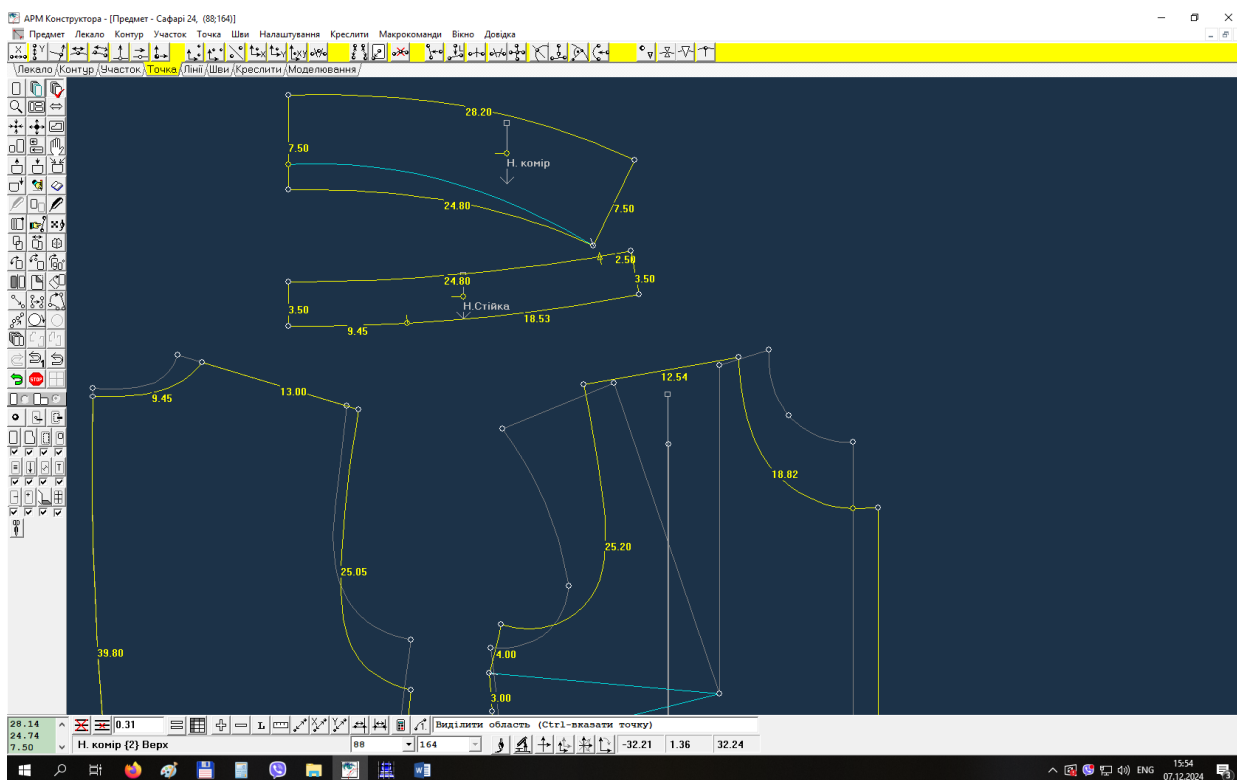 АРМ Конструктора - [Предмет - Сафарі 24, (88;164)]
Предмет Лекало Контур Участок Точка Шви Налаштування Креслити Макрокоманди Вікно Довідка
Лекало Контур Участок Точка Лінії Шви Креслити Моделювання
28.20
7.50
Н. комір
24.80
7.50
2.50
24.80
3.50
3.50
Н.Стійка
18.53
9.45
12.54
9.45
13.00
18.82
25.20
25.05
39.80
4.00
3.00
28.14
24.74
7.50
0.31
L
Виділити область (Ctrl-вказати точку)
Н. комір {2} Верх
88
164
-32.21 1.36 32.24
ENG
15:54
07.12.2024